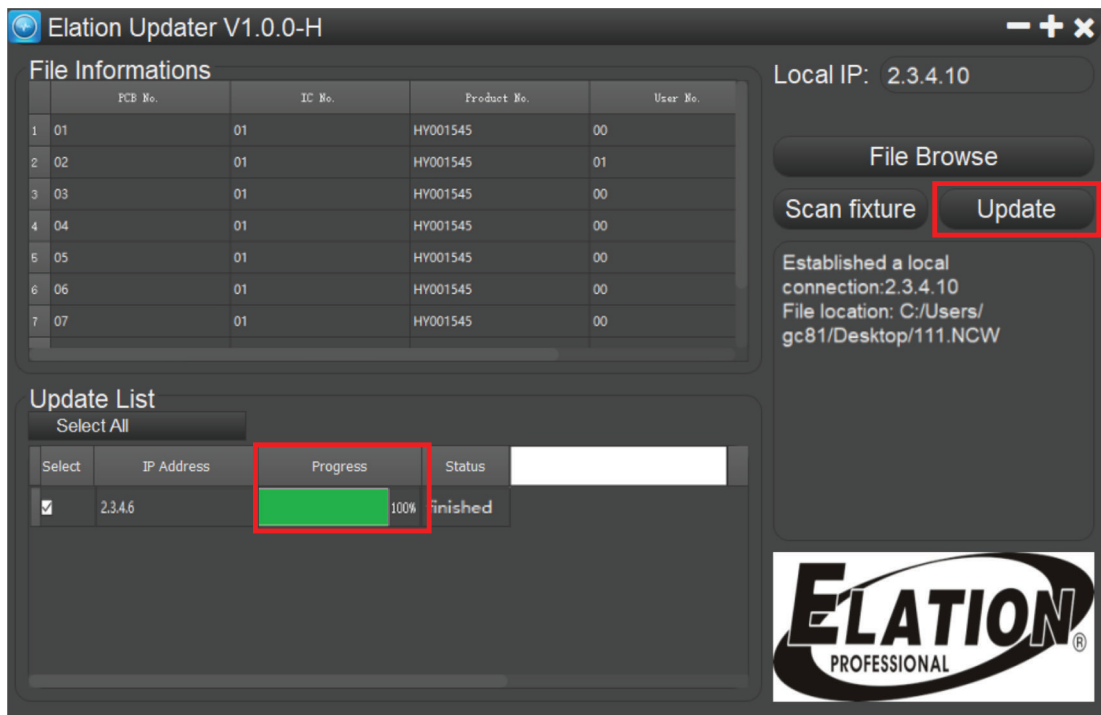 Elation Updater V1.0.0-H
File Informations
PCB No. IC No. Product No. User No.
1 01 01 HY001545 00
2 02 01 HY001545 01
3 03 01 HY001545 00
4 04 01 HY001545 00
5 05 01 HY001545 00
6 06 01 HY001545 00
7 07 01 HY001545 00
Local IP: 2.3.4.10
File Browse
Scan fixture Update
Established a local
connection:2.3.4.10
File location: C:/Users/
gc81/Desktop/111.NCW
Update List
Select All
Select IP Address Progress Status
2.3.4.6 100% finished
ELATION®
PROFESSIONAL